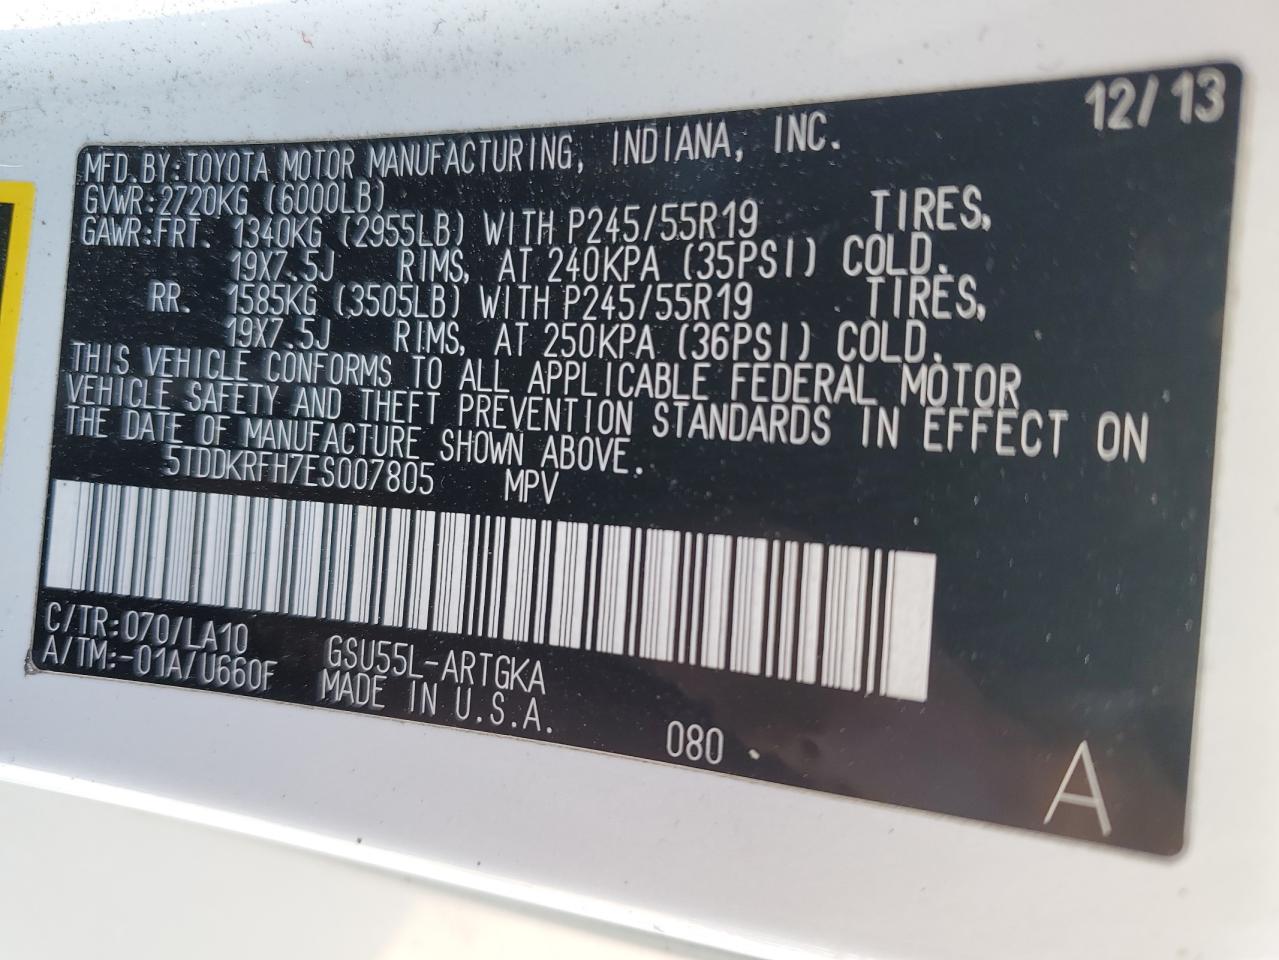 12/13
MFD.BY:TOYOTA MOTOR MANUFACTURING, INDIANA, INC.
GVWR:2720KG (6000LB)
GAWR:FRT. 1340KG (2955LB) WITH P245/55R19 TIRES,
19X7.5J RIMS, AT 240KPA (35PSI) COLD.
RR. 1585KG (3505LB) WITH P245/55R19 TIRES,
19X7.5J RIMS, AT 250KPA (36PSI) COLD.
THIS VEHICLE CONFORMS TO ALL APPLICABLE FEDERAL MOTOR
VEHICLE SAFETY AND THEFT PREVENTION STANDARDS IN EFFECT ON
THE DATE OF MANUFACTURE SHOWN ABOVE.
5TDDKRFH7ES007805 MPV
C/TR:070/LA10 GSU55L-ARTGKA
A/TM:-01A/U660F MADE IN U.S.A.
080
A